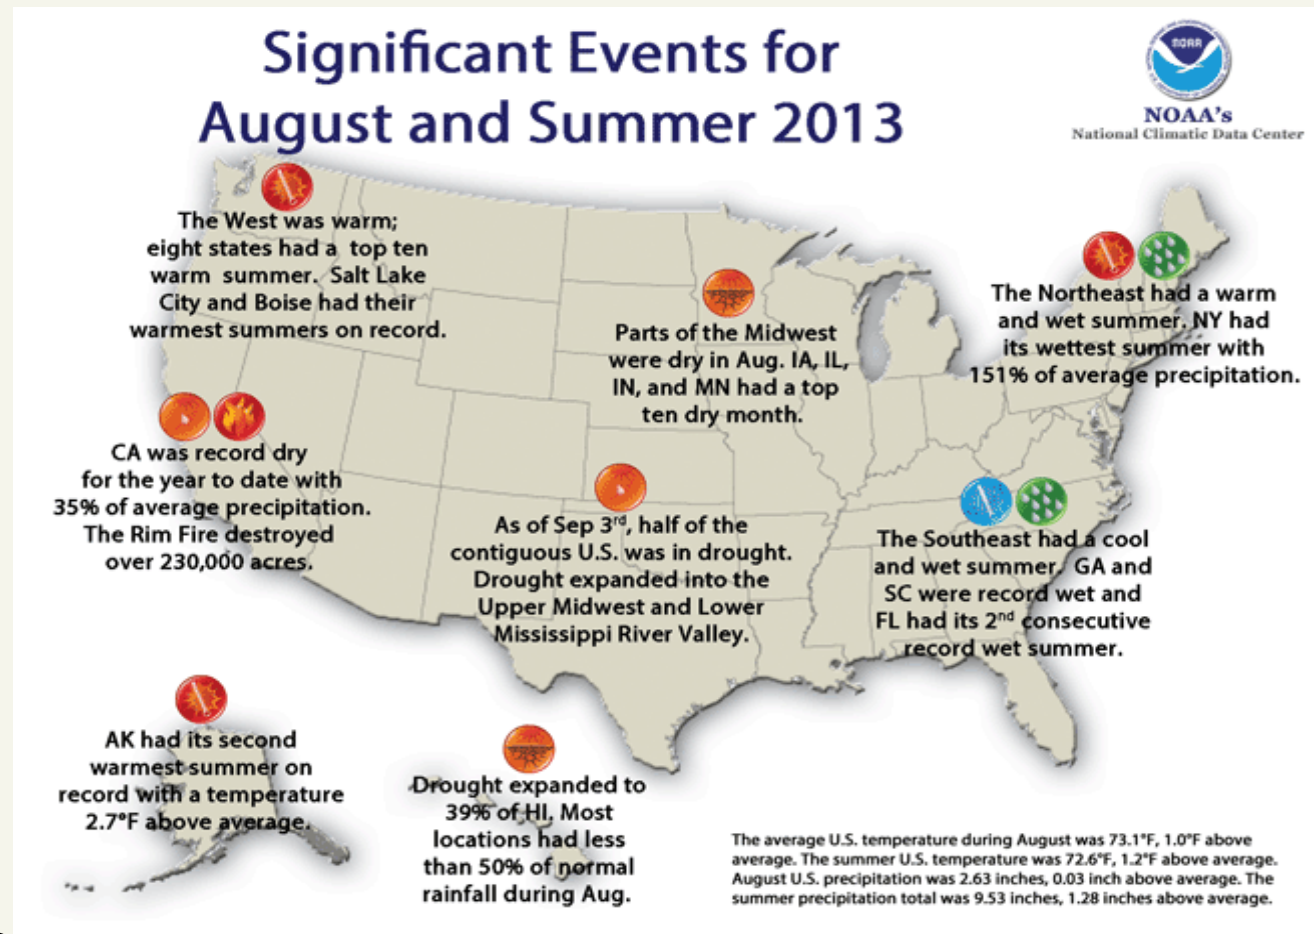 Significant Events for
August and Summer 2013
NOAA
NOAA's
National Climatic Data Center
The West was warm;
eight states had a top ten
warm summer. Salt Lake
City and Boise had their
warmest summers on record.
Parts of the Midwest
were dry in Aug. IA, IL,
IN, and MN had a top
ten dry month.
The Northeast had a warm
and wet summer. NY had
its wettest summer with
151% of average precipitation.
CA was record dry
for the year to date with
35% of average precipitation.
The Rim Fire destroyed
over 230,000 acres.
As of Sep 3rd, half of the
contiguous U.S. was in drought.
Drought expanded into the
Upper Midwest and Lower
Mississippi River Valley.
The Southeast had a cool
and wet summer. GA and
SC were record wet and
FL had its 2nd consecutive
record wet summer.
AK had its second
warmest summer on
record with a temperature
2.7°F above average.
Drought expanded to
39% of HI. Most
locations had less
than 50% of normal
rainfall during Aug.
The average U.S. temperature during August was 73.1°F, 1.0°F above
average. The summer U.S. temperature was 72.6°F, 1.2°F above average.
August U.S. precipitation was 2.63 inches, 0.03 inch above average. The
summer precipitation total was 9.53 inches, 1.28 inches above average.